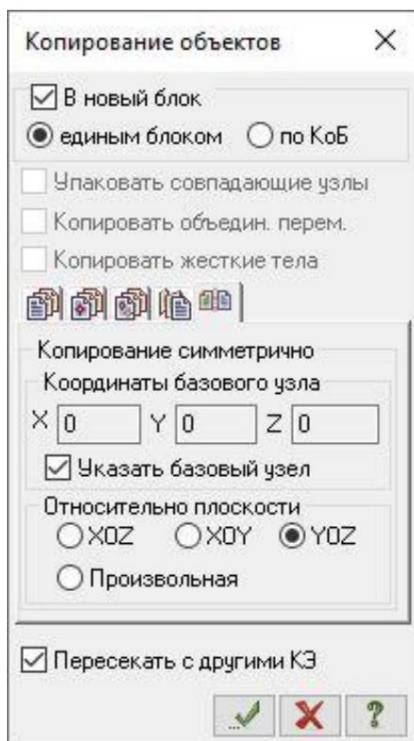 Копирование объектов
В новый блок
единым блоком по КоБ
Упаковать совпадающие узлы
Копировать объедин. перем.
Копировать жесткие тела
Копирование симметрично
Координаты базового узла
X 0 Y 0 Z 0
Указать базовый узел
Относительно плоскости
XOZ XOY YOZ
Произвольная
Пересекать с другими КЭ
?